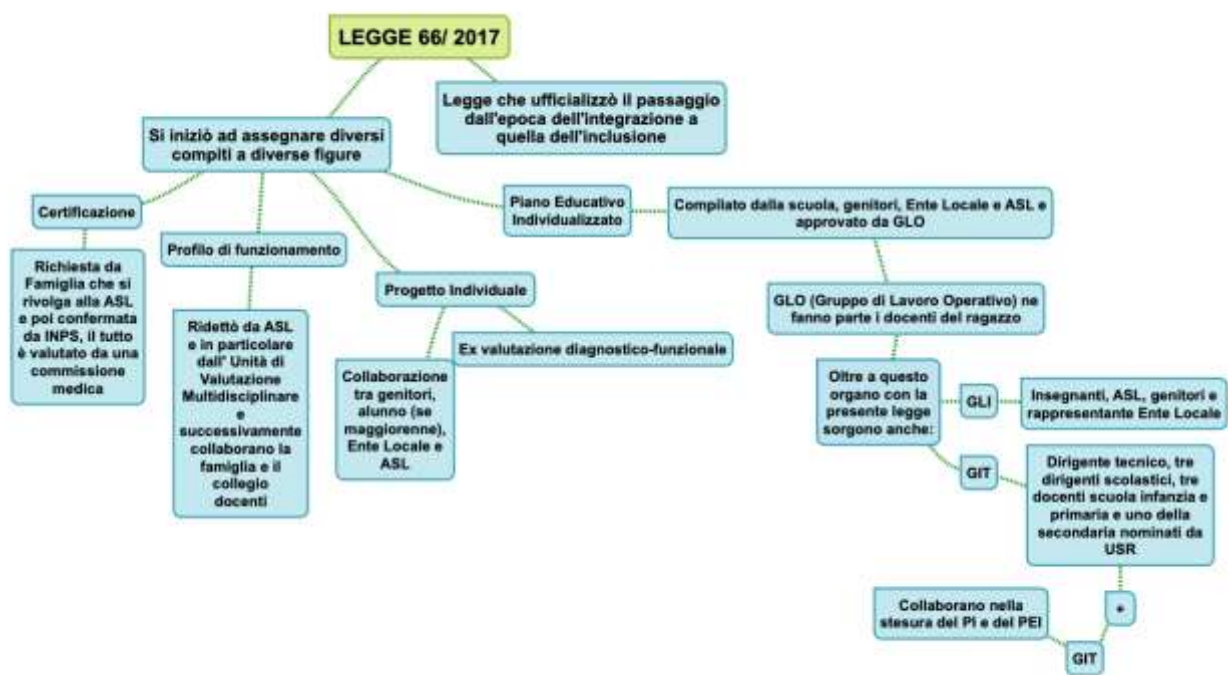 LEGGE 66/ 2017
Legge che ufficializzò il passaggio
dall'epoca dell'integrazione a
quella dell'inclusione
Si iniziò ad assegnare diversi
compiti a diverse figure
Certificazione
Richiesta da
Famiglia che si
rivolga alla ASL
e poi confermata
da INPS, il tutto
è valutato da una
commissione
medica
Profilo di funzionamento
Ridettò da ASL
e in particolare
dall' Unità di
Valutazione
Multidisciplinare
e
successivamente
collaborano la
famiglia e il
collegio
docenti
Progetto Individuale
Collaborazione
tra genitori,
alunno (se
maggiorenne),
Ente Locale e
ASL
Ex valutazione diagnostico-funzionale
Piano Educativo
Individualizzato
Compilato dalla scuola, genitori, Ente Locale e ASL e
approvato da GLO
GLO (Gruppo di Lavoro Operativo) ne
fanno parte i docenti del ragazzo
Oltre a questo
organo con la
presente legge
sorgono anche:
GLI
Insegnanti, ASL, genitori e
rappresentante Ente Locale
GIT
Dirigente tecnico, tre
dirigenti scolastici, tre
docenti scuola infanzia e
primaria e uno della
secondaria nominati da
USR
+
GIT
Collaborano nella
stesura del PI e del PEI